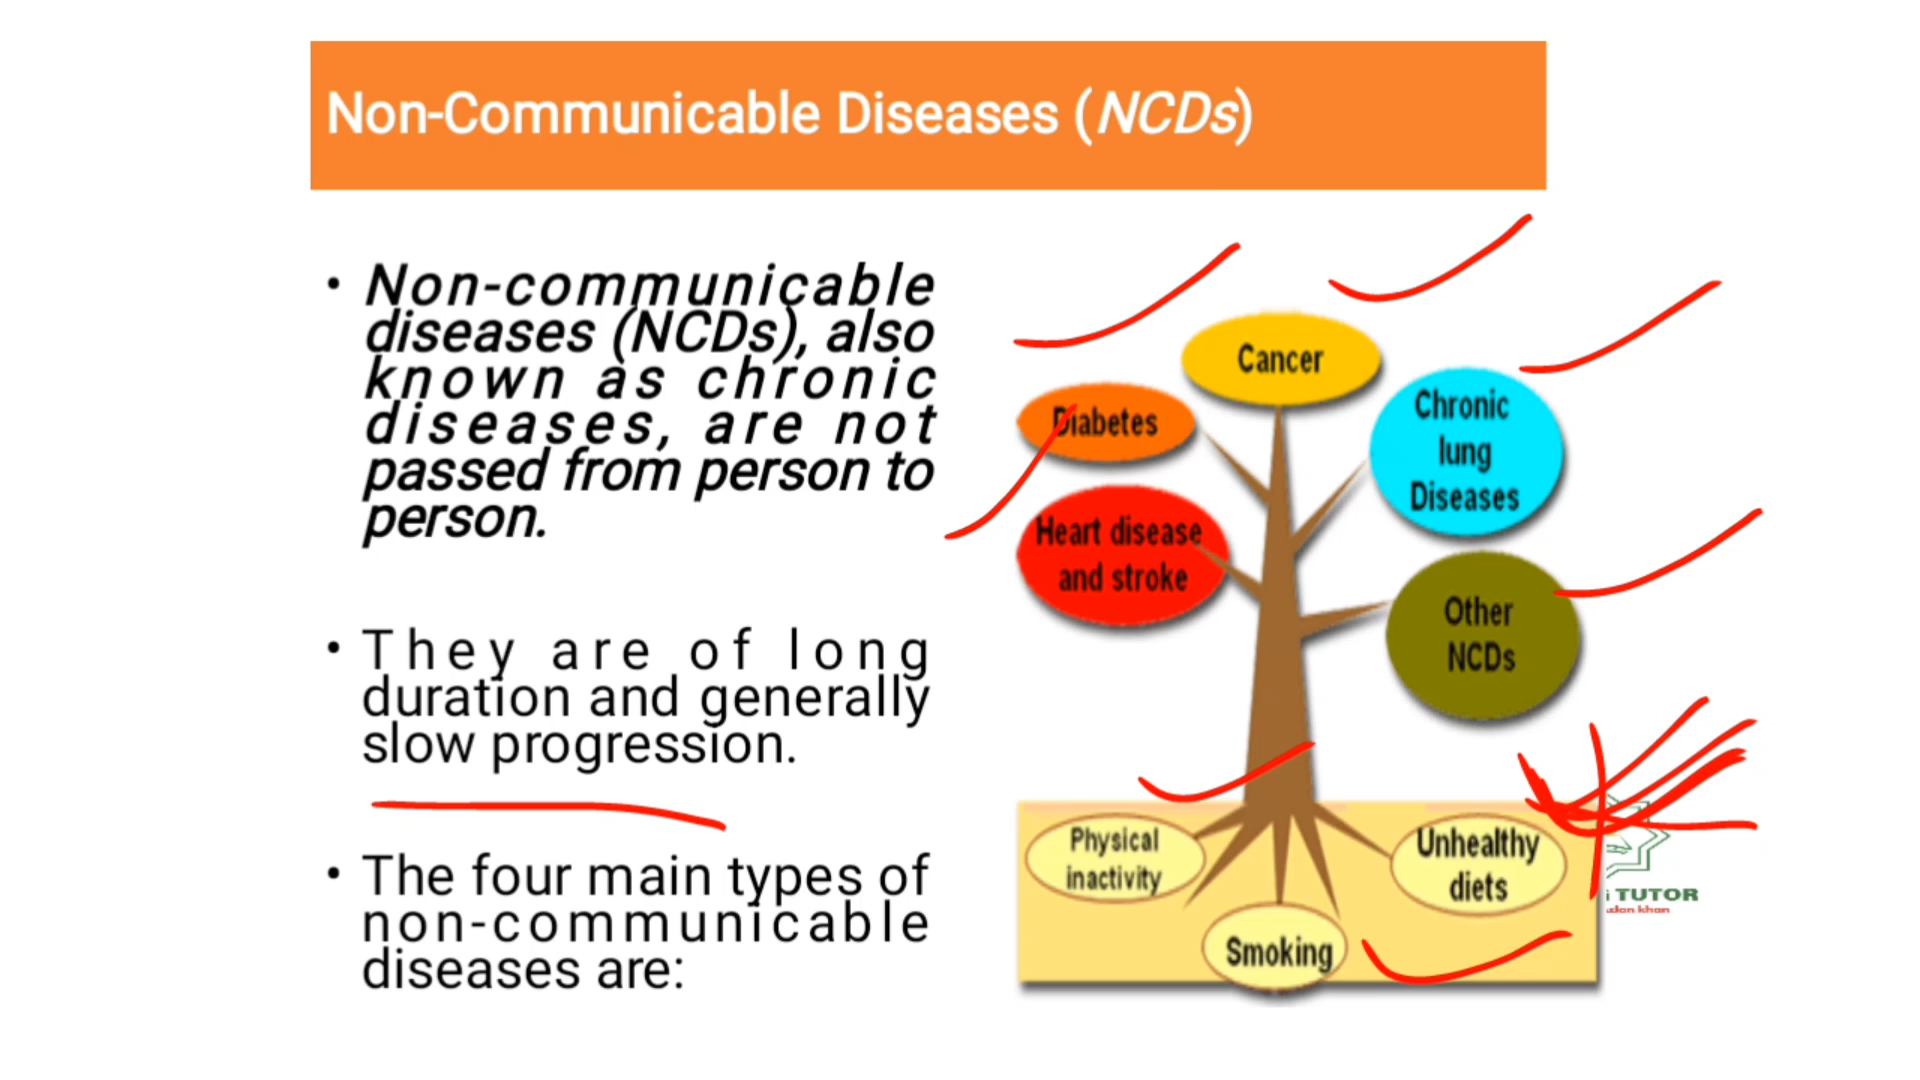 Non-Communicable Diseases (NCDs)
• Non-communicable
diseases (NCDs), also
known as chronic
diseases, are not
passed from person to
person.
• They are of long
duration and generally
slow progression.
• The four main types of
non-communicable
diseases are:
Cancer
Diabetes
Chronic
lung
Diseases
Heart disease
and stroke
Other
NCDs
Physical
inactivity
Unhealthy
diets
Smoking
TUTOR
khan